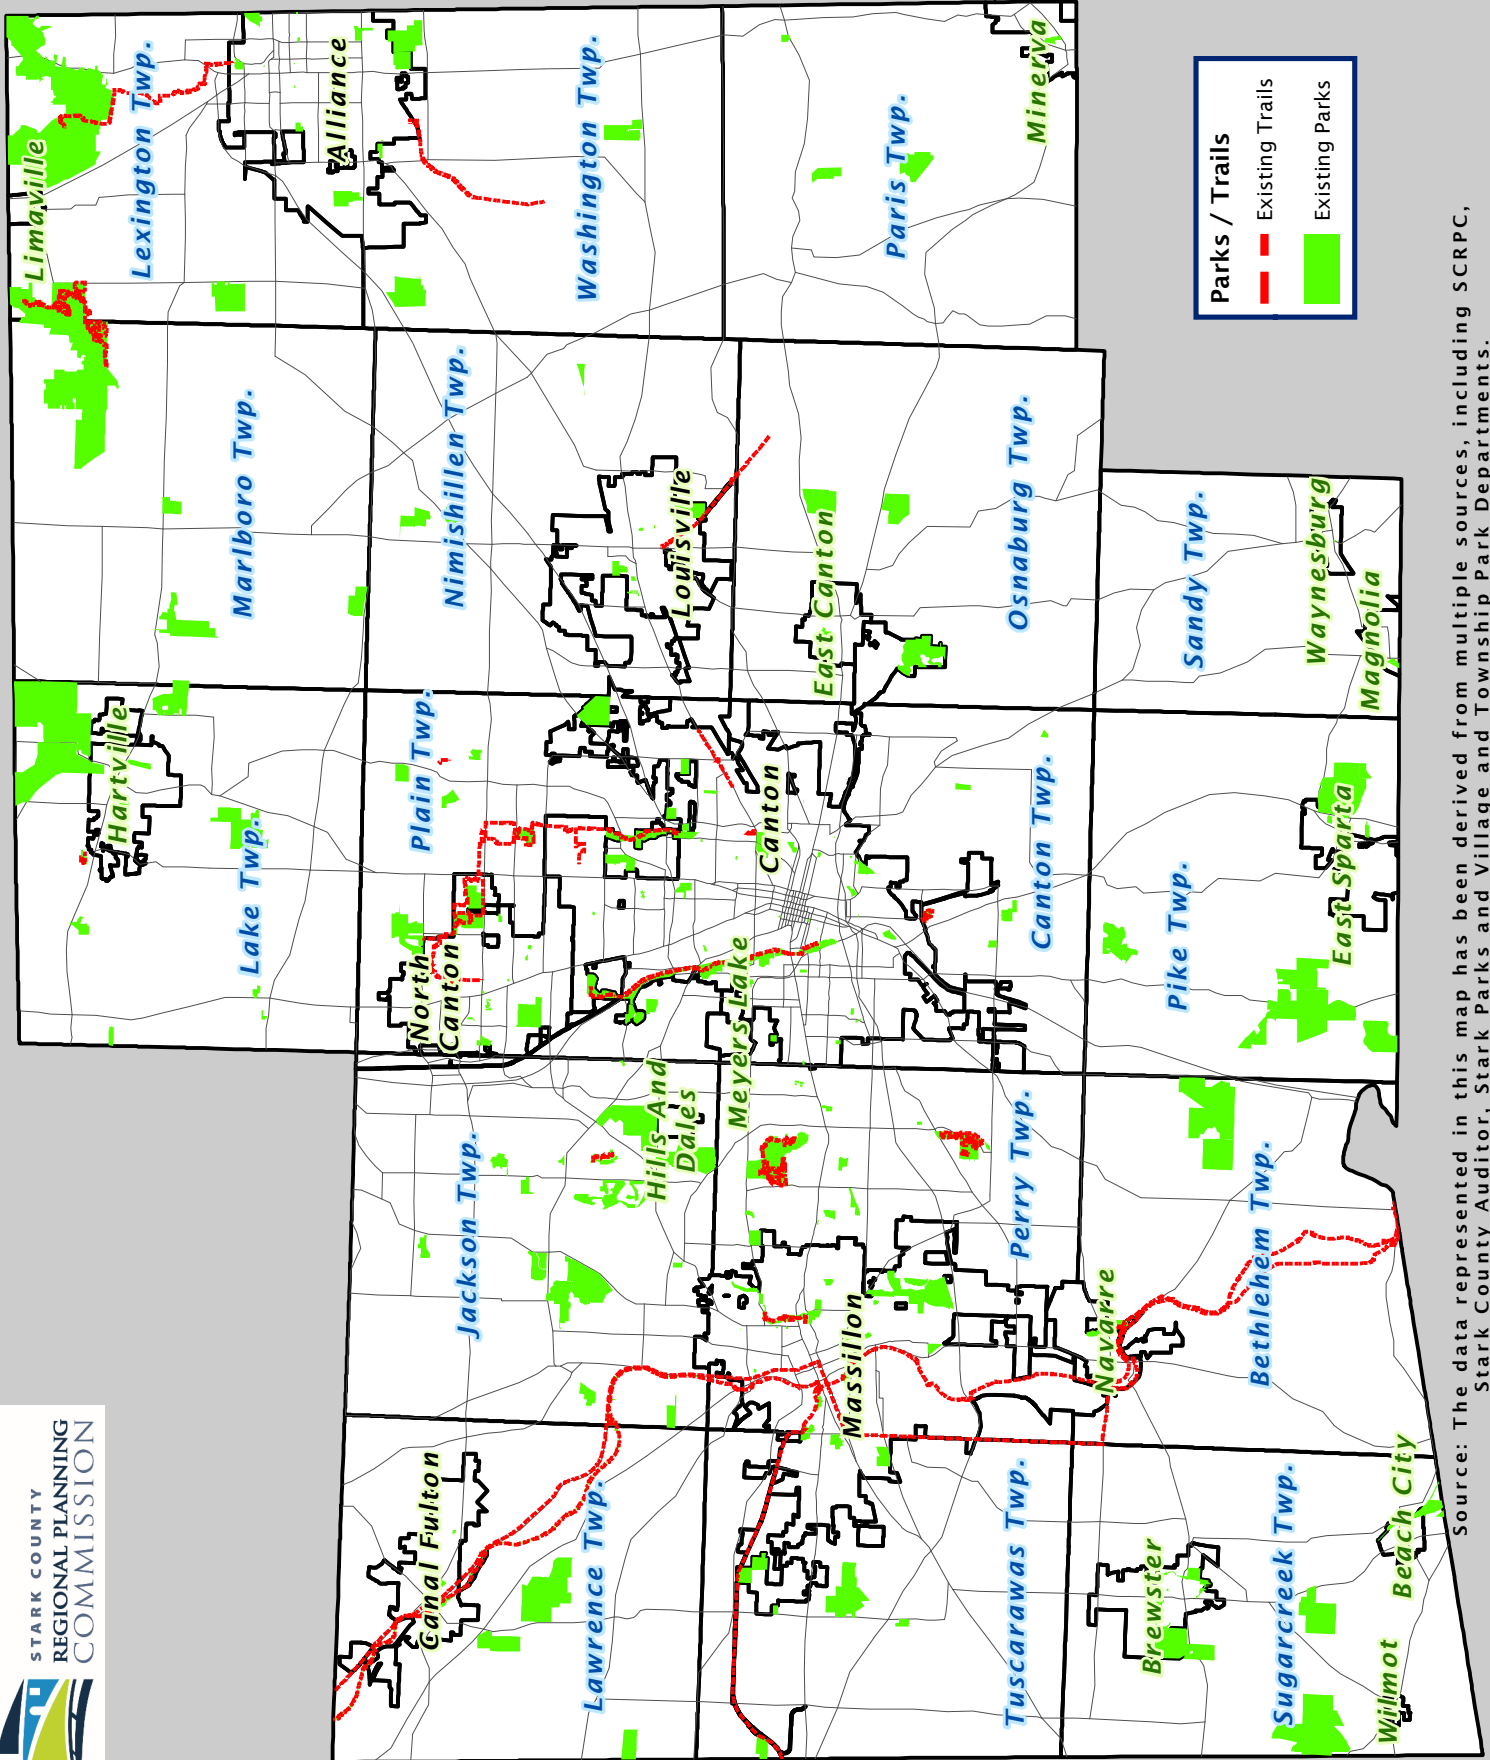 STARK COUNTY
REGIONAL PLANNING
COMMISSION
Canal Fulton
Lawrence Twp.
Tuscarawas Twp.
Brewster
Sugarcreek Twp.
Wilmot
Beach City
Jackson Twp.
Hills And
Dales
Meyers Lake
Massillon
Perry Twp.
Navarre
Bethlehem Twp.
Hartville
Lake Twp.
Plain Twp.
North
Canton
Canton
Canton Twp.
Pike Twp.
East Sparta
Limaville
Lexington Twp.
Alliance
Marlboro Twp.
Nimishillen Twp.
Louisville
Washington Twp.
East Canton
Osnaburg Twp.
Paris Twp.
Minerva
Sandy Twp.
Waynesburg
Magnolia
Parks / Trails
Existing Trails
Existing Parks
Source: The data represented in this map has been derived from multiple sources, including SCRPC,
Stark County Auditor, Stark Parks and Village and Township Park Departments.